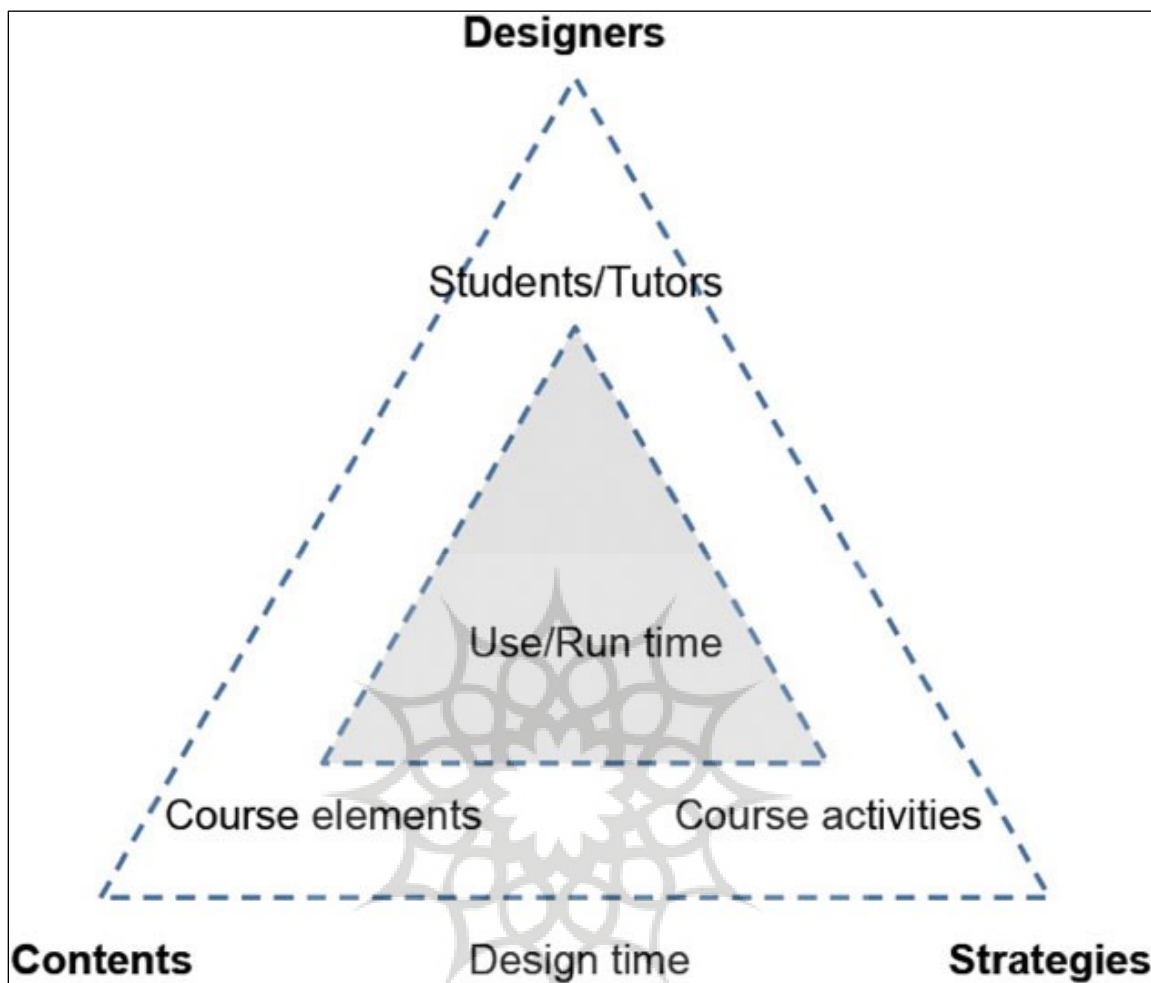 Designers
Students/Tutors
Use/Run time
Course elements Course activities
Contents Design time Strategies